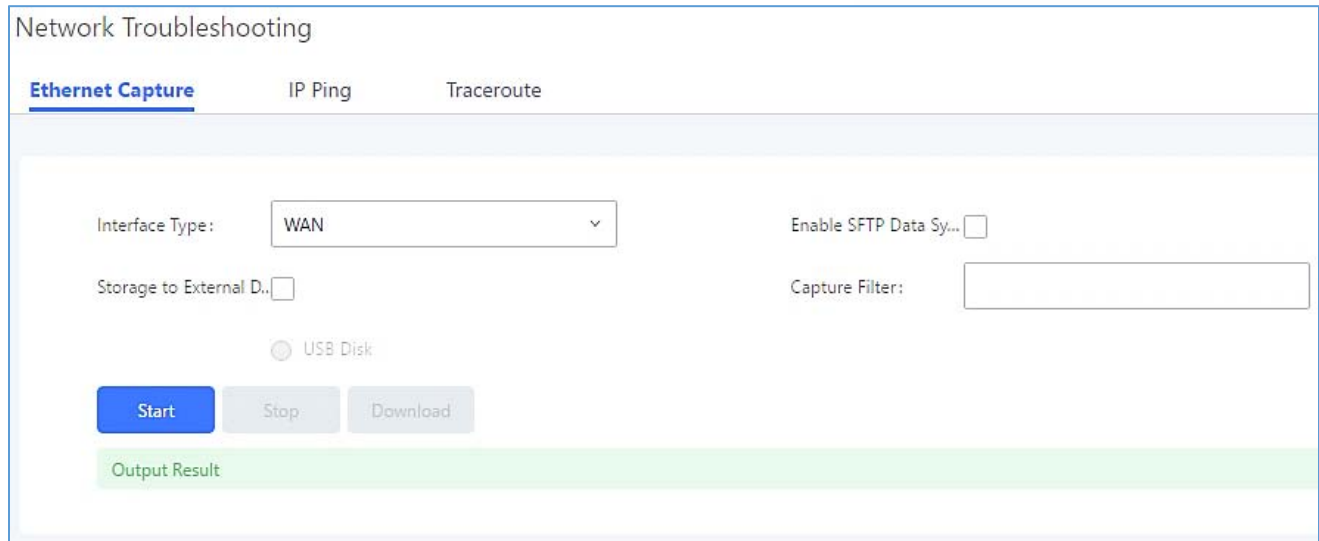 Network Troubleshooting
Ethernet Capture IP Ping Traceroute
Interface Type: WAN Enable SFTP Data Sy...
Storage to External D.. Capture Filter:
USB Disk
Start Stop Download
Output Result